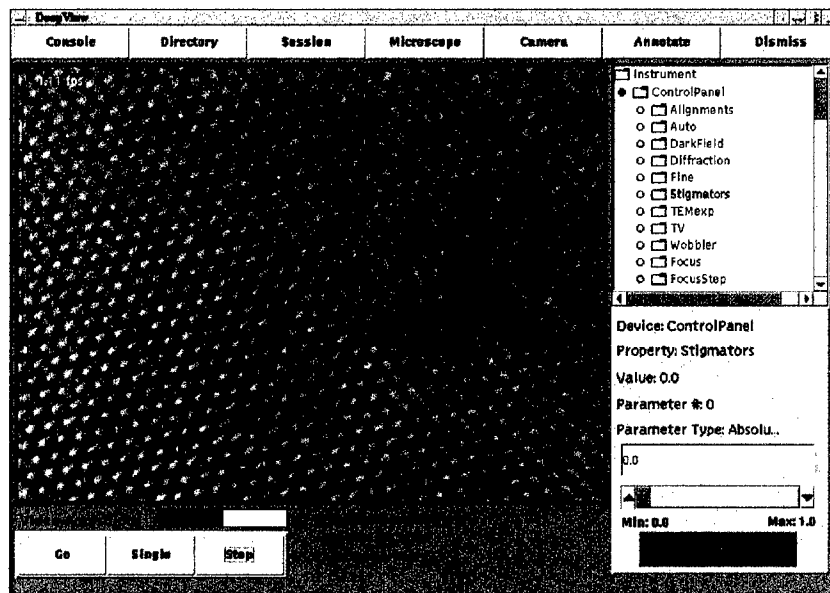 DeepView
Console Directory Session Microscope Camera Annotate Dismiss
Instrument
ControlPanel
Alignments
Auto
DarkField
Diffraction
Fine
Stigmators
TEMexp
TV
Wobbler
Focus
FocusStep
Device: ControlPanel
Property: Stigmators
Value: 0.0
Parameter #: 0
Parameter Type: Absolu...
0.0
Min: 0.0 Max: 1.0
Go Single Stop